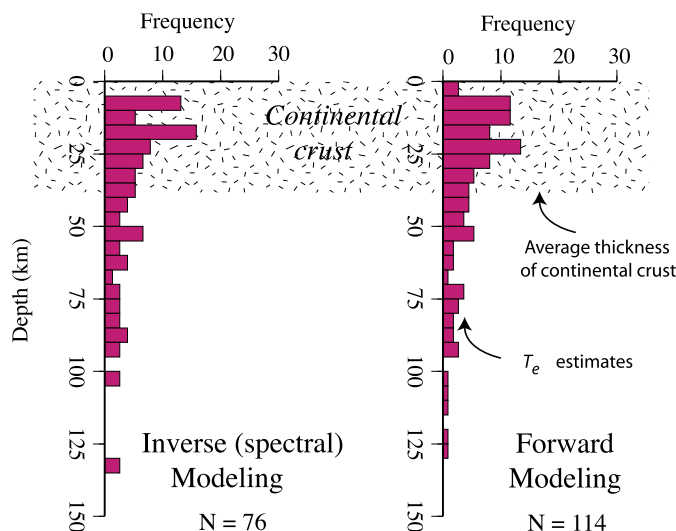 Frequency
0 10 20 30
Frequency
0 10 20 30
Depth (km)
0
25
50
75
100
125
150
0
25
50
75
100
125
150
Continental
crust
Average thickness
of continental crust
Te estimates
Inverse (spectral)
Modeling
N = 76
Forward
Modeling
N = 114